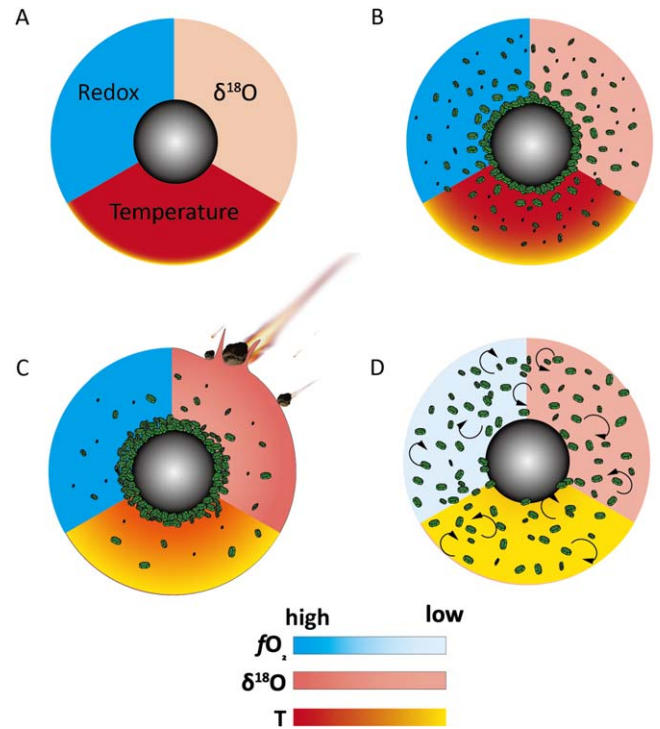 A
B
Redox
δ¹⁸O
Temperature
C
D
high low
fO₂
δ¹⁸O
T